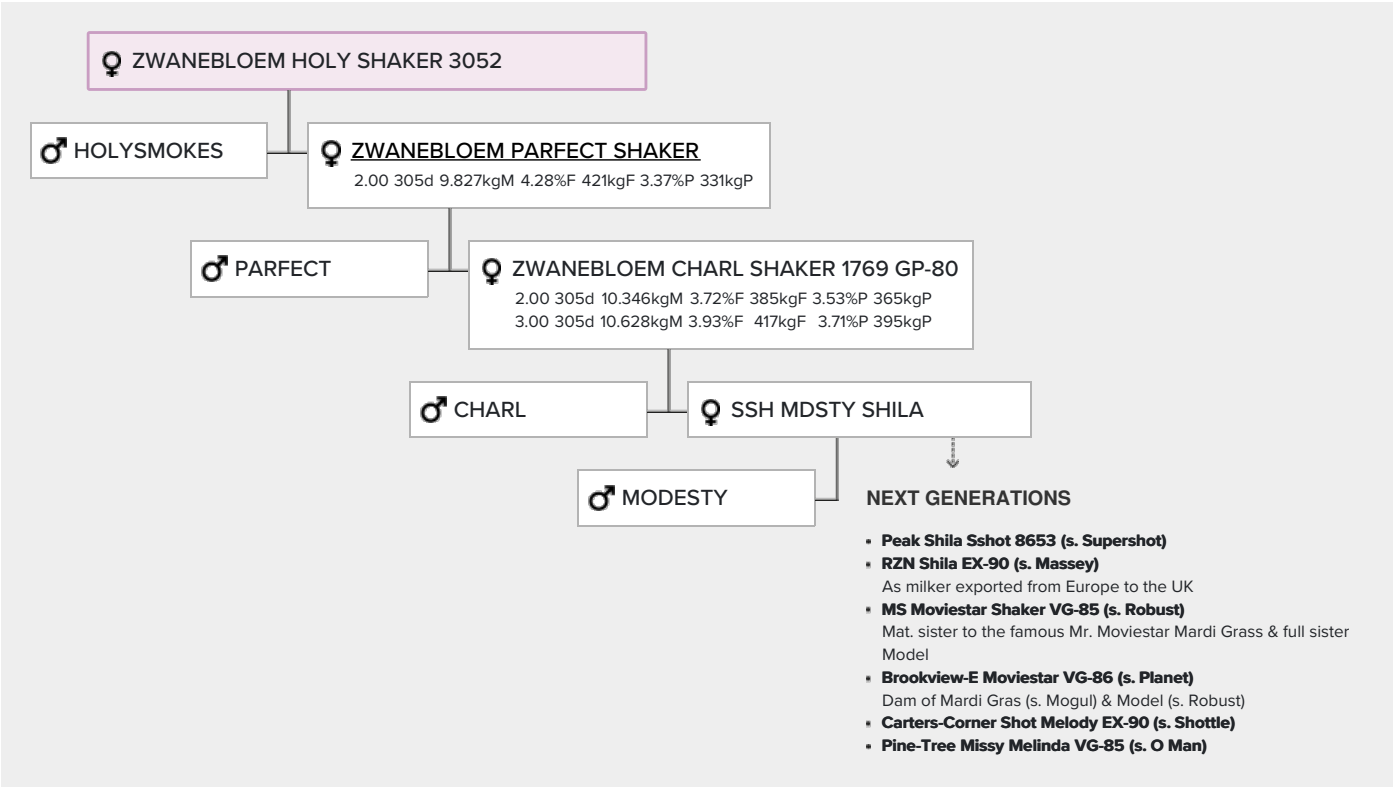 ZWANEBLOEM HOLY SHAKER 3052
HOLYSMOKES
ZWANEBLOEM PARFECT SHAKER
2.00 305d 9.827kgM 4.28%F 421kgF 3.37%P 331kgP
PARFECT
ZWANEBLOEM CHARL SHAKER 1769 GP-80
2.00 305d 10.346kgM 3.72%F 385kgF 3.53%P 365kgP
3.00 305d 10.628kgM 3.93%F 417kgF 3.71%P 395kgP
CHARL
SSH MDSTY SHILA
MODESTY
NEXT GENERATIONS
Peak Shila Sshot 8653 (s. Supershot)
RZN Shila EX-90 (s. Massey)
As milker exported from Europe to the UK
MS Moviestar Shaker VG-85 (s. Robust)
Mat. sister to the famous Mr. Moviestar Mardi Grass & full sister
Model
Brookview-E Moviestar VG-86 (s. Planet)
Dam of Mardi Gras (s. Mogul) & Model (s. Robust)
Carters-Corner Shot Melody EX-90 (s. Shottle)
Pine-Tree Missy Melinda VG-85 (s. O Man)